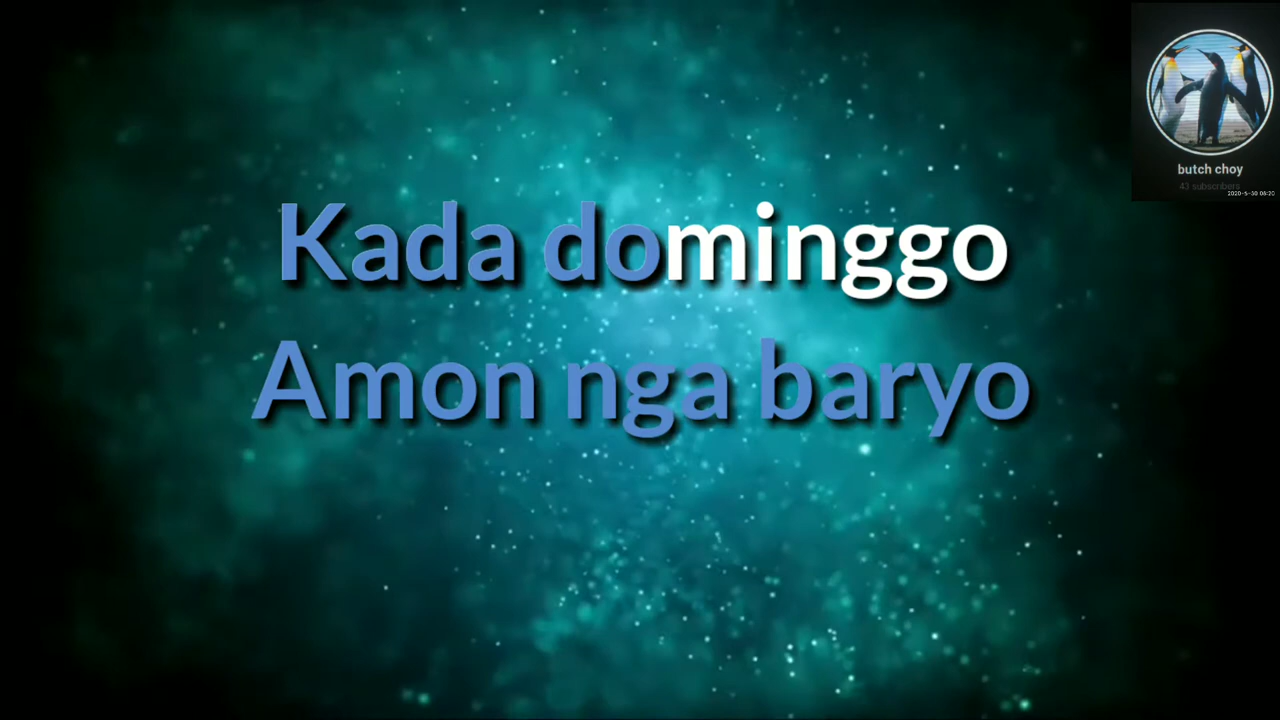 Kada dominggo
Amon nga baryo
butch choy
43 subscribers
2020-5-30 06:20